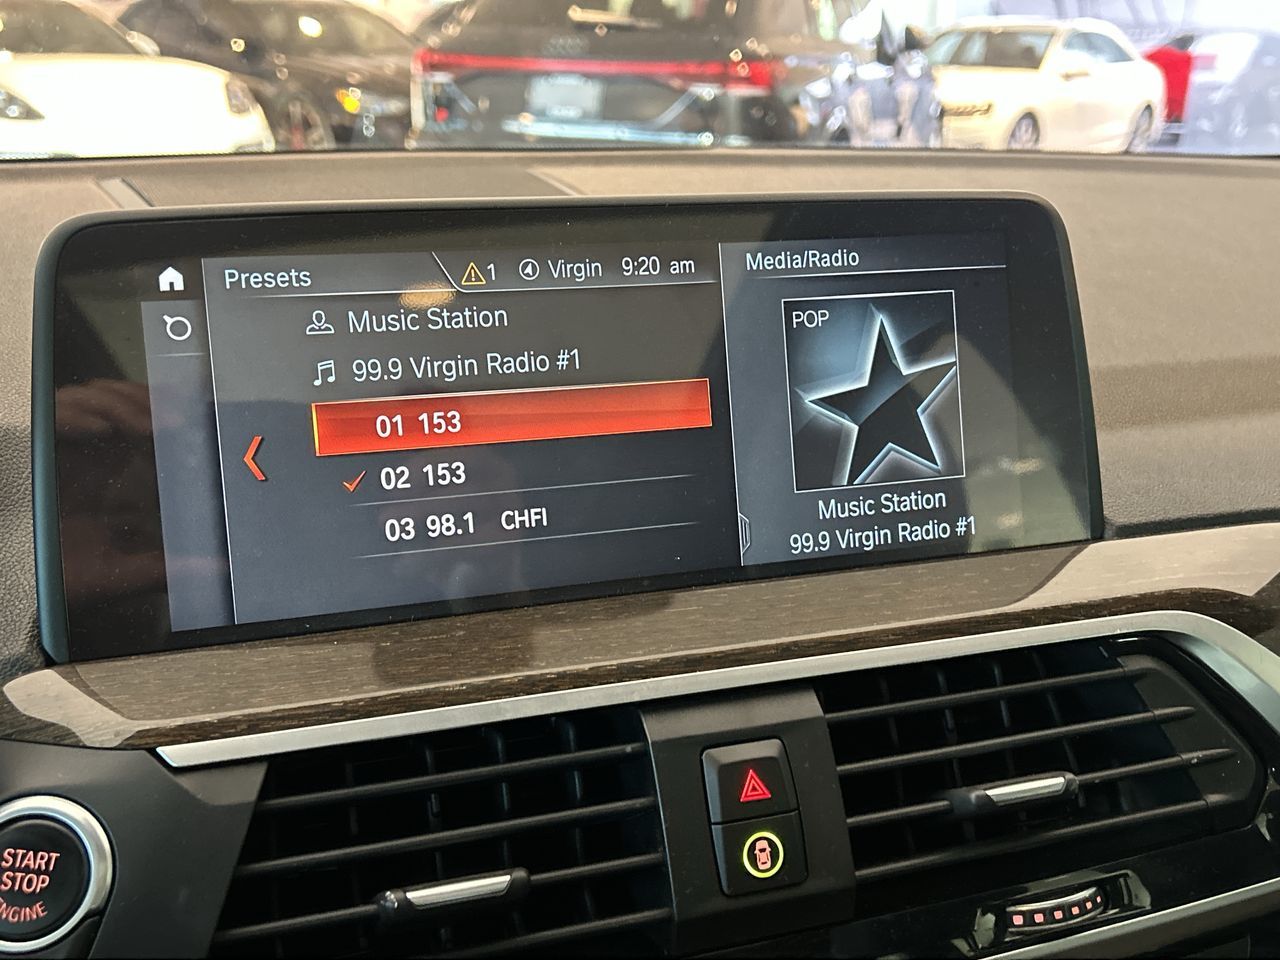 Presets
1 Virgin 9:20 am
Music Station
99.9 Virgin Radio #1
01 153
02 153
03 98.1 CHFI
Media/Radio
POP
Music Station
99.9 Virgin Radio #1
START
STOP
ENGINE